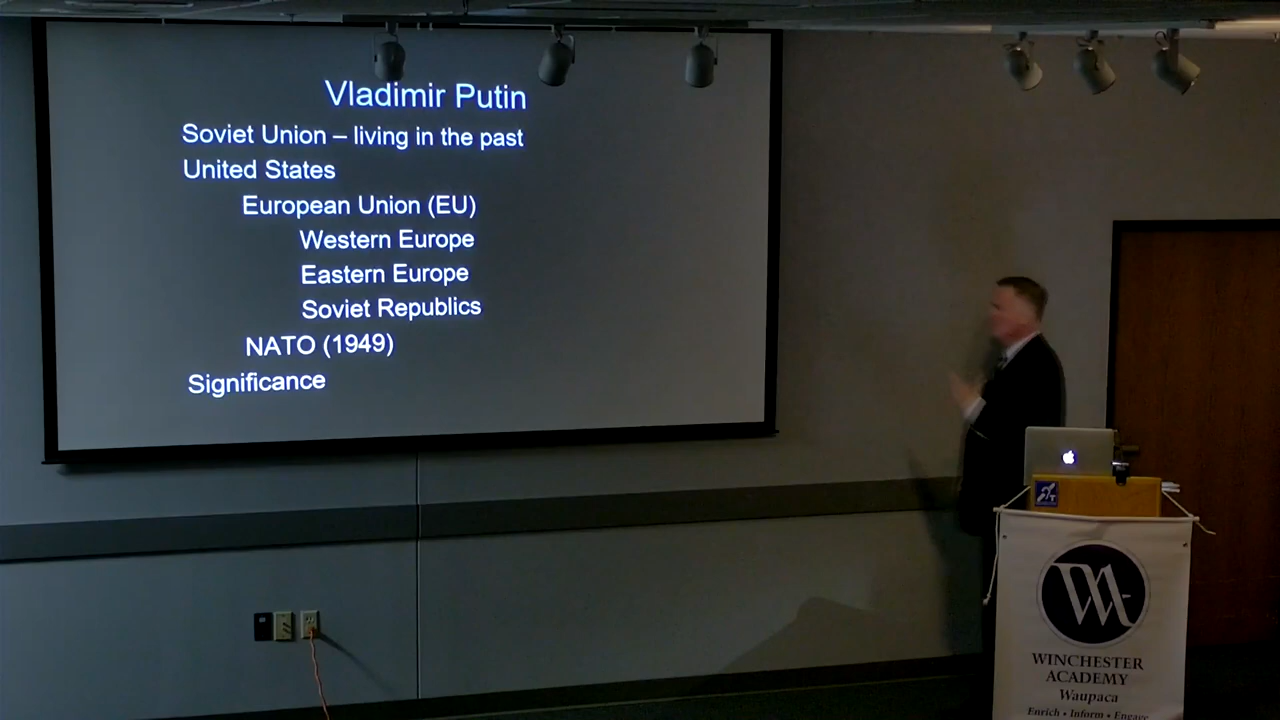 Vladimir Putin
Soviet Union – living in the past
United States
European Union (EU)
Western Europe
Eastern Europe
Soviet Republics
NATO (1949)
Significance
T
WA
WINCHESTER
ACADEMY
Waupaca
Enrich • Inform • Engage